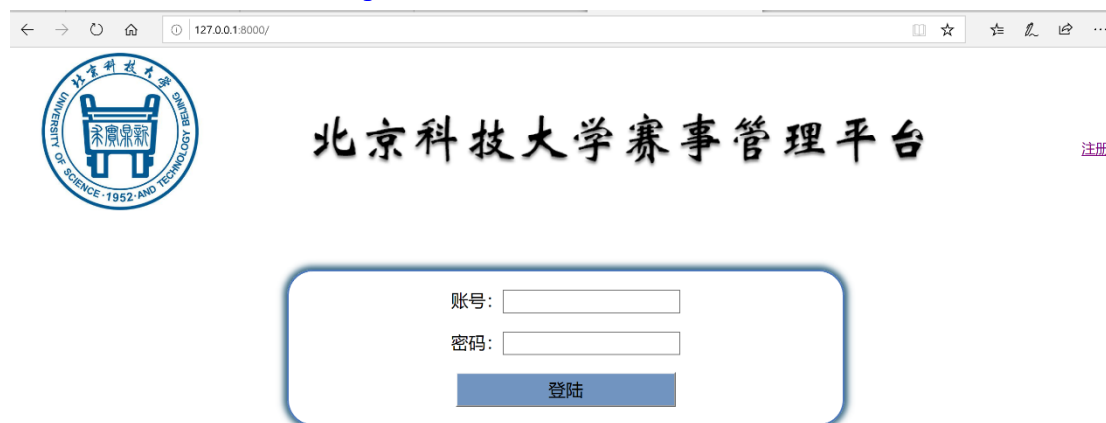 127.0.0.1:8000/
北京科技大学
UNIVERSITY OF SCIENCE AND TECHNOLOGY BEIJING
·1952·
北京科技大学赛事管理平台
注册
账号：
密码：
登陆